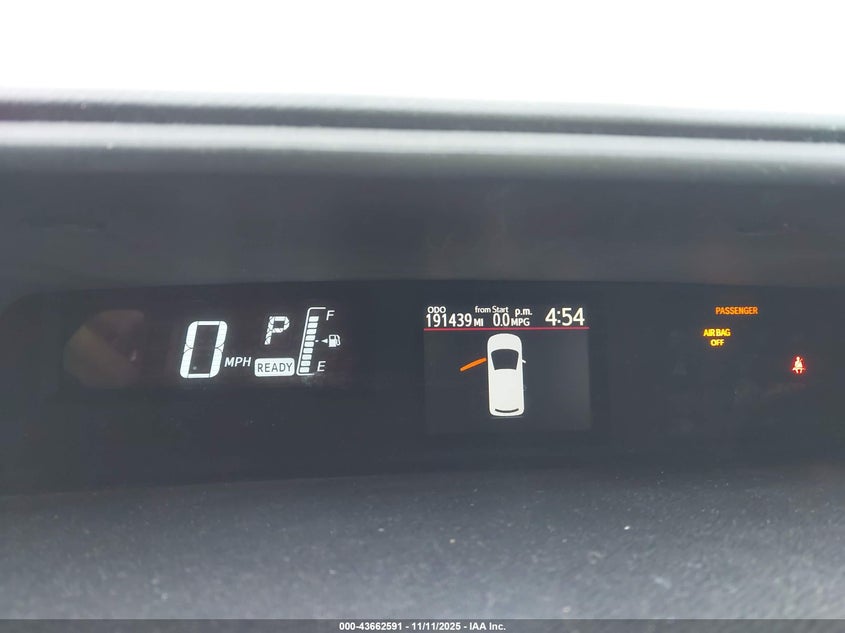 0 MPH
P
READY
F
E
ODO
191439 MI
from Start
0.0 MPG
p.m.
4:54
PASSENGER
AIR BAG
OFF
000-43662591 - 11/11/2025 - IAA Inc.